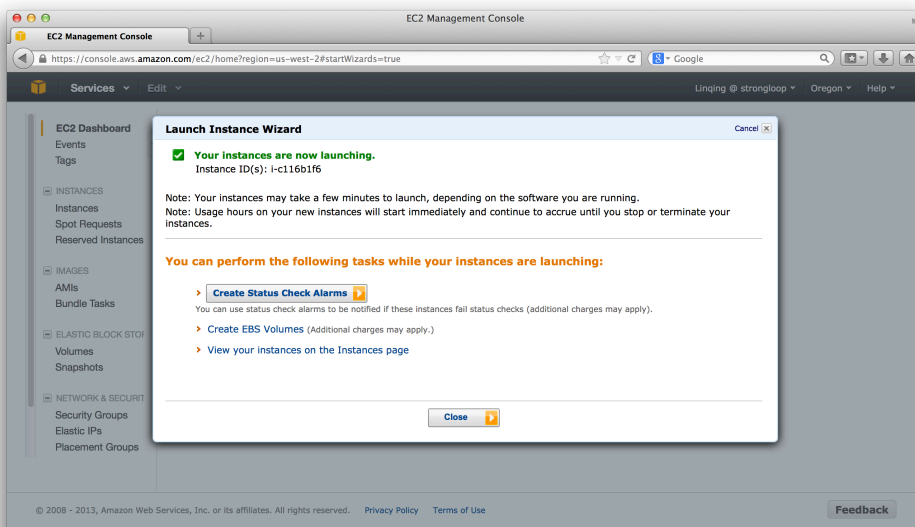 EC2 Management Console
EC2 Management Console
https://console.aws.amazon.com/ec2/home?region=us-west-2#startWizards=true
Google
Services
Edit
Linqing @ strongloop
Oregon
Help
EC2 Dashboard
Events
Tags
INSTANCES
Instances
Spot Requests
Reserved Instances
IMAGES
AMIs
Bundle Tasks
ELASTIC BLOCK STOR
Volumes
Snapshots
NETWORK & SECURIT
Security Groups
Elastic IPs
Placement Groups
Launch Instance Wizard
Cancel
Your instances are now launching.
Instance ID(s): i-c116b1f6
Note: Your instances may take a few minutes to launch, depending on the software you are running.
Note: Usage hours on your new instances will start immediately and continue to accrue until you stop or terminate your
instances.
You can perform the following tasks while your instances are launching:
Create Status Check Alarms
You can use status check alarms to be notified if these instances fail status checks (additional charges may apply).
Create EBS Volumes (Additional charges may apply.)
View your instances on the Instances page
Close
© 2008 - 2013, Amazon Web Services, Inc. or its affiliates. All rights reserved. Privacy Policy Terms of Use
Feedback